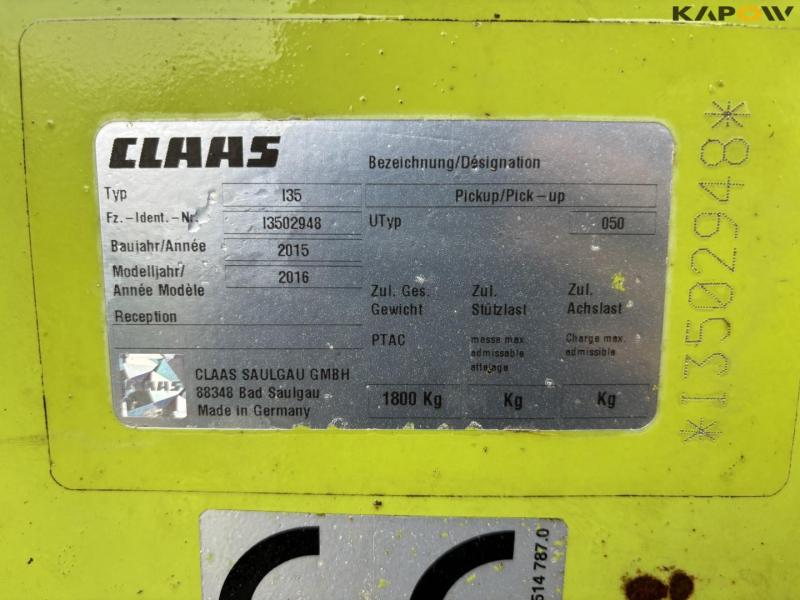 KAPOW
CLAAS
Bezeichnung/Désignation
Typ I35 Pickup/Pick-up
Fz.-Ident.-Nr. I3502948 UTyp 050
Baujahr/Année 2015
Modelljahr/ 2016
Année Modèle
Zul. Ges. Zul. Zul.
Gewicht Stützlast Achslast
Reception
PTAC masse max Charge max.
admissable admissible
attelage
CLAAS
CLAAS SAULGAU GMBH
88348 Bad Saulgau
Made in Germany
1800 Kg Kg Kg
*I3502948*
CE
514 787.0